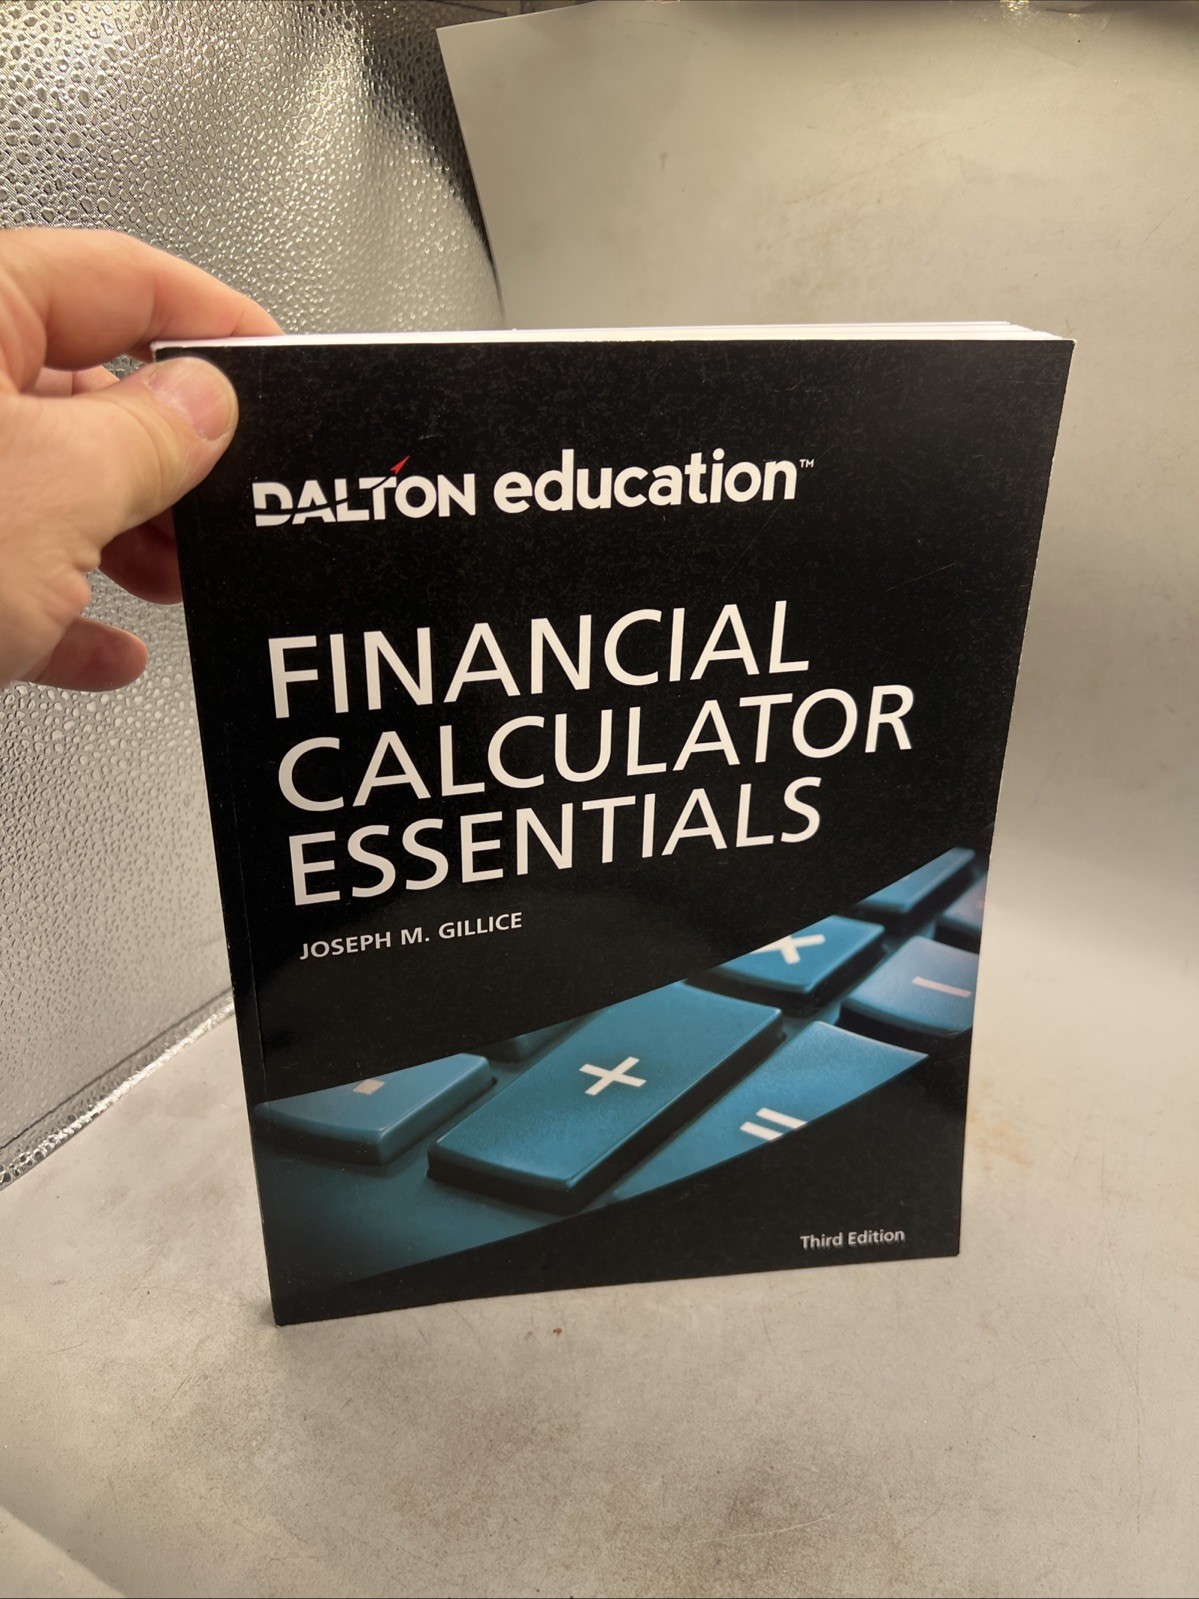 DALTON education™
FINANCIAL
CALCULATOR
ESSENTIALS
JOSEPH M. GILLICE
Third Edition